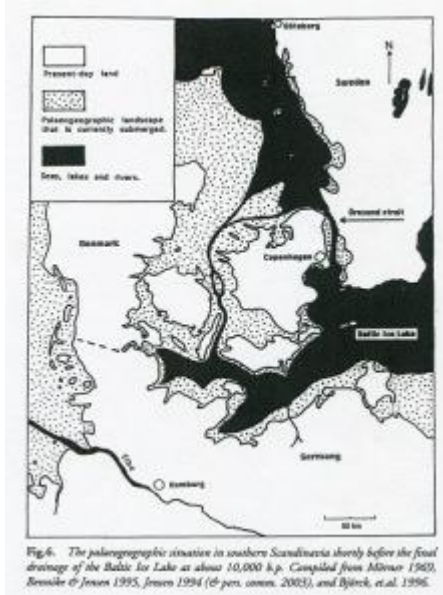 Göteborg
N
Present-day land
Sweden
Palaeogeographic landscape
that is currently submerged.
Seas, lakes and rivers.
Öresund strait
Denmark
Copenhagen
Baltic Ice Lake
Elbe
Germany
Hamburg
50 km
Fig.6. The palaeogeographic situation in southern Scandinavia shortly before the final
drainage of the Baltic Ice Lake at about 10,000 b.p. Compiled from Mörner 1969,
Bennike & Jensen 1995, Jensen 1994 (& pers. comm. 2003), and Björck, et.al. 1996.